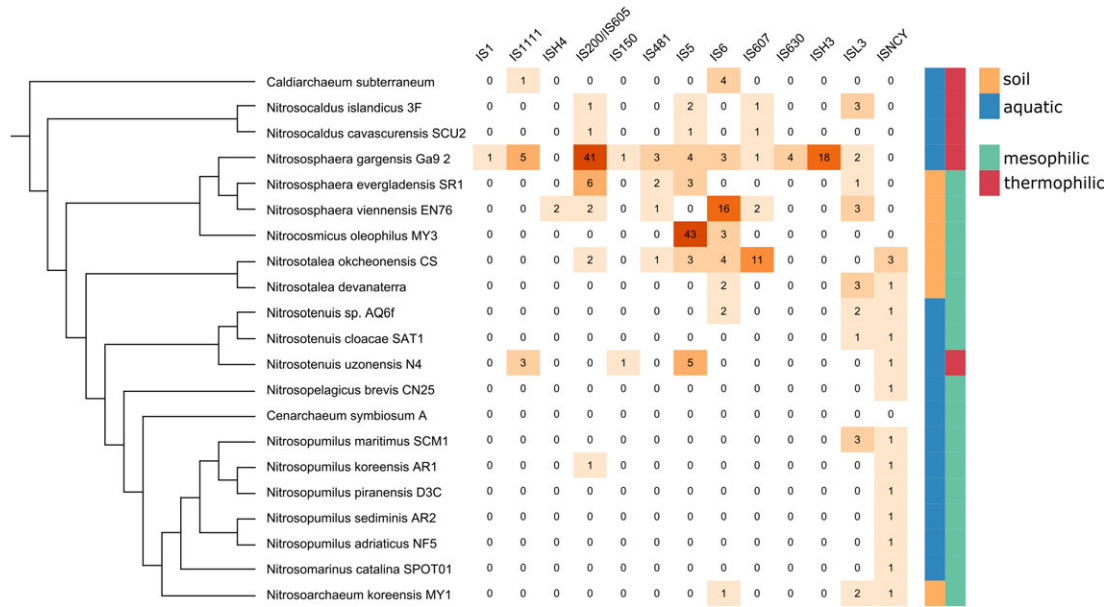 IS1 IS1111 ISH4 IS200/IS605 IS150 IS481 IS5 IS6 IS607 IS630 ISH3 ISL3 ISNCY
Caldiarchaeum subterraneum 0 1 0 0 0 0 0 4 0 0 0 0 0
soil
Nitrosocaldus islandicus 3F 0 0 0 1 0 0 2 0 1 0 0 3 0
aquatic
Nitrosocaldus cavascurensis SCU2 0 0 0 1 0 0 1 0 1 0 0 0 0
Nitrososphaera gargensis Ga9 2 1 5 0 41 1 3 4 3 1 4 18 2 0
mesophilic
Nitrososphaera evergladensis SR1 0 0 0 6 0 2 3 0 0 0 0 1 0
thermophilic
Nitrososphaera viennensis EN76 0 0 2 2 0 1 0 16 2 0 0 3 0
Nitrocosmicus oleophilus MY3 0 0 0 0 0 0 43 3 0 0 0 0 0
Nitrosotalea okcheonensis CS 0 0 0 2 0 1 3 4 11 0 0 0 3
Nitrosotalea devanaterra 0 0 0 0 0 0 0 2 0 0 0 3 1
Nitrosotenuis sp. AQ6f 0 0 0 0 0 0 0 2 0 0 0 2 1
Nitrosotenuis cloacae SAT1 0 0 0 0 0 0 0 0 0 0 0 1 1
Nitrosotenuis uzonensis N4 0 3 0 0 1 0 5 0 0 0 0 0 1
Nitrosopelagicus brevis CN25 0 0 0 0 0 0 0 0 0 0 0 0 1
Cenarchaeum symbiosum A 0 0 0 0 0 0 0 0 0 0 0 0 0
Nitrosopumilus maritimus SCM1 0 0 0 0 0 0 0 0 0 0 0 3 1
Nitrosopumilus koreensis AR1 0 0 0 1 0 0 0 0 0 0 0 0 1
Nitrosopumilus piranensis D3C 0 0 0 0 0 0 0 0 0 0 0 0 1
Nitrosopumilus sediminis AR2 0 0 0 0 0 0 0 0 0 0 0 0 1
Nitrosopumilus adriaticus NF5 0 0 0 0 0 0 0 0 0 0 0 0 1
Nitrosomarinus catalina SPOT01 0 0 0 0 0 0 0 0 0 0 0 0 1
Nitrosoarchaeum koreensis MY1 0 0 0 0 0 0 0 1 0 0 0 2 1